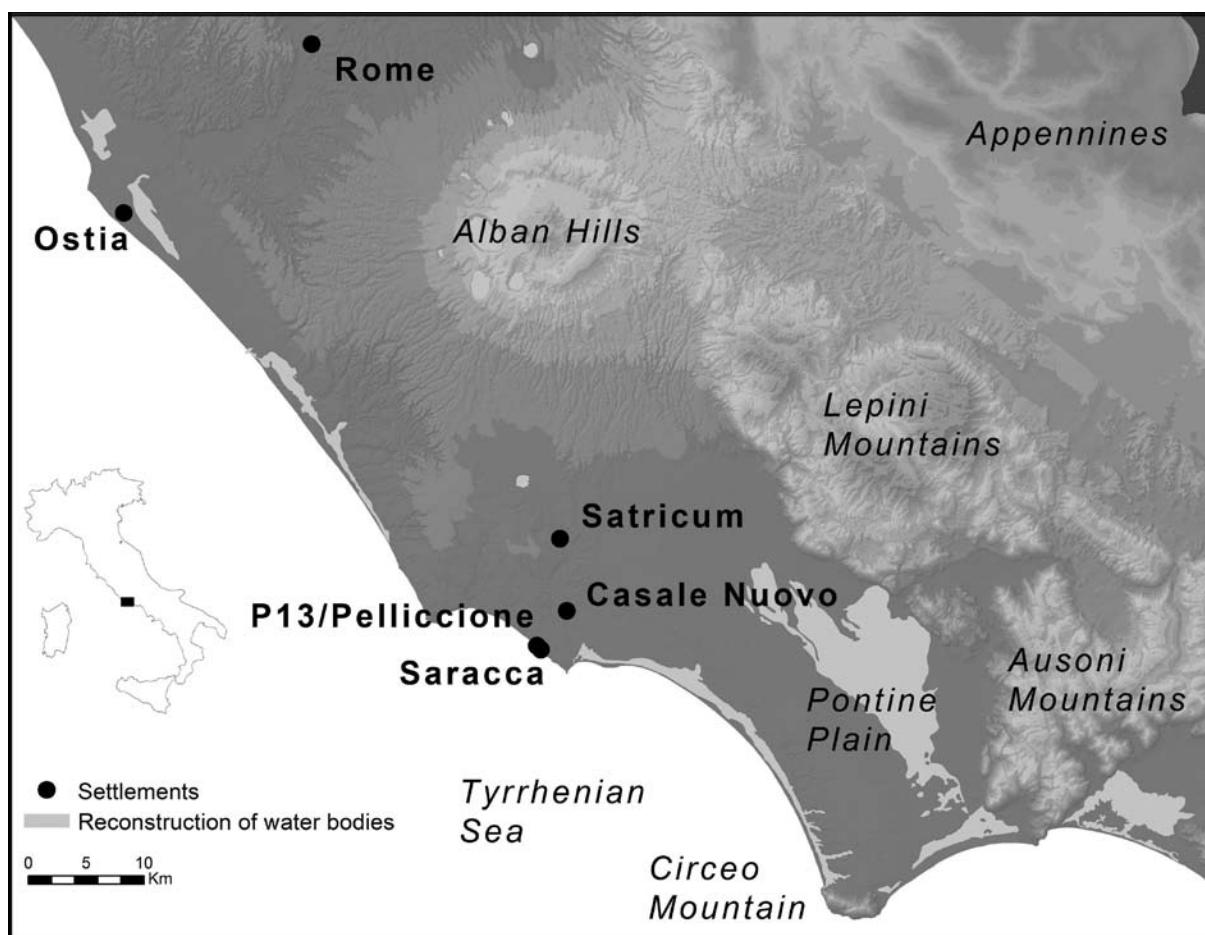 Rome
Appennines
Alban Hills
Ostia
Lepini
Mountains
Satricum
Casale Nuovo
P13/Pelliccione
Saracca
Ausoni
Mountains
Pontine
Plain
Tyrrhenian
Sea
Circeo
Mountain
Settlements
Reconstruction of water bodies
0 5 10
Km